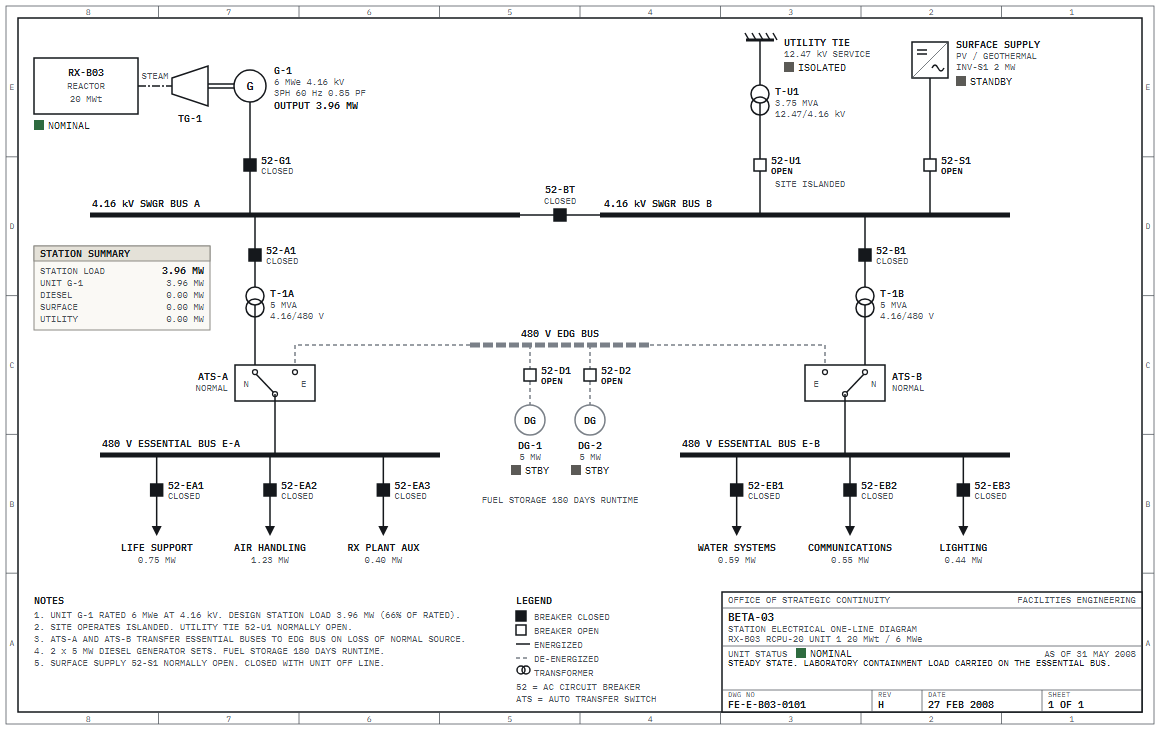 8 7 6 5 4 3 2 1
E
D
C
B
A
E
D
C
B
A
RX-B03
REACTOR
20 MWt
NOMINAL
STEAM
TG-1
G
G-1
6 MWe 4.16 kV
3PH 60 Hz 0.85 PF
OUTPUT 3.96 MW
UTILITY TIE
12.47 kV SERVICE
ISOLATED
T-U1
3.75 MVA
12.47/4.16 kV
SURFACE SUPPLY
PV / GEOTHERMAL
INV-S1 2 MW
STANDBY
52-G1
CLOSED
52-U1
OPEN
SITE ISLANDED
52-S1
OPEN
4.16 kV SWGR BUS A
52-BT
CLOSED
4.16 kV SWGR BUS B
STATION SUMMARY
STATION LOAD 3.96 MW
UNIT G-1 3.96 MW
DIESEL 0.00 MW
SURFACE 0.00 MW
UTILITY 0.00 MW
52-A1
CLOSED
T-1A
5 MVA
4.16/480 V
52-B1
CLOSED
T-1B
5 MVA
4.16/480 V
480 V EDG BUS
ATS-A
NORMAL
N E
52-D1
OPEN
52-D2
OPEN
E N
ATS-B
NORMAL
DG
DG
DG-1
5 MW
STBY
DG-2
5 MW
STBY
FUEL STORAGE 180 DAYS RUNTIME
480 V ESSENTIAL BUS E-A
52-EA1
CLOSED
52-EA2
CLOSED
52-EA3
CLOSED
LIFE SUPPORT
0.75 MW
AIR HANDLING
1.23 MW
RX PLANT AUX
0.40 MW
480 V ESSENTIAL BUS E-B
52-EB1
CLOSED
52-EB2
CLOSED
52-EB3
CLOSED
WATER SYSTEMS
0.59 MW
COMMUNICATIONS
0.55 MW
LIGHTING
0.44 MW
NOTES
1. UNIT G-1 RATED 6 MWe AT 4.16 kV. DESIGN STATION LOAD 3.96 MW (66% OF RATED).
2. SITE OPERATES ISLANDED. UTILITY TIE 52-U1 NORMALLY OPEN.
3. ATS-A AND ATS-B TRANSFER ESSENTIAL BUSES TO EDG BUS ON LOSS OF NORMAL SOURCE.
4. 2 x 5 MW DIESEL GENERATOR SETS. FUEL STORAGE 180 DAYS RUNTIME.
5. SURFACE SUPPLY 52-S1 NORMALLY OPEN. CLOSED WITH UNIT OFF LINE.
LEGEND
BREAKER CLOSED
BREAKER OPEN
ENERGIZED
DE-ENERGIZED
TRANSFORMER
52 = AC CIRCUIT BREAKER
ATS = AUTO TRANSFER SWITCH
OFFICE OF STRATEGIC CONTINUITY FACILITIES ENGINEERING
BETA-03
STATION ELECTRICAL ONE-LINE DIAGRAM
RX-B03 RCPU-20 UNIT 1 20 MWt / 6 MWe
UNIT STATUS NOMINAL AS OF 31 MAY 2008
STEADY STATE. LABORATORY CONTAINMENT LOAD CARRIED ON THE ESSENTIAL BUS.
DWG NO REV DATE SHEET
FE-E-B03-0101 H 27 FEB 2008 1 OF 1
8 7 6 5 4 3 2 1